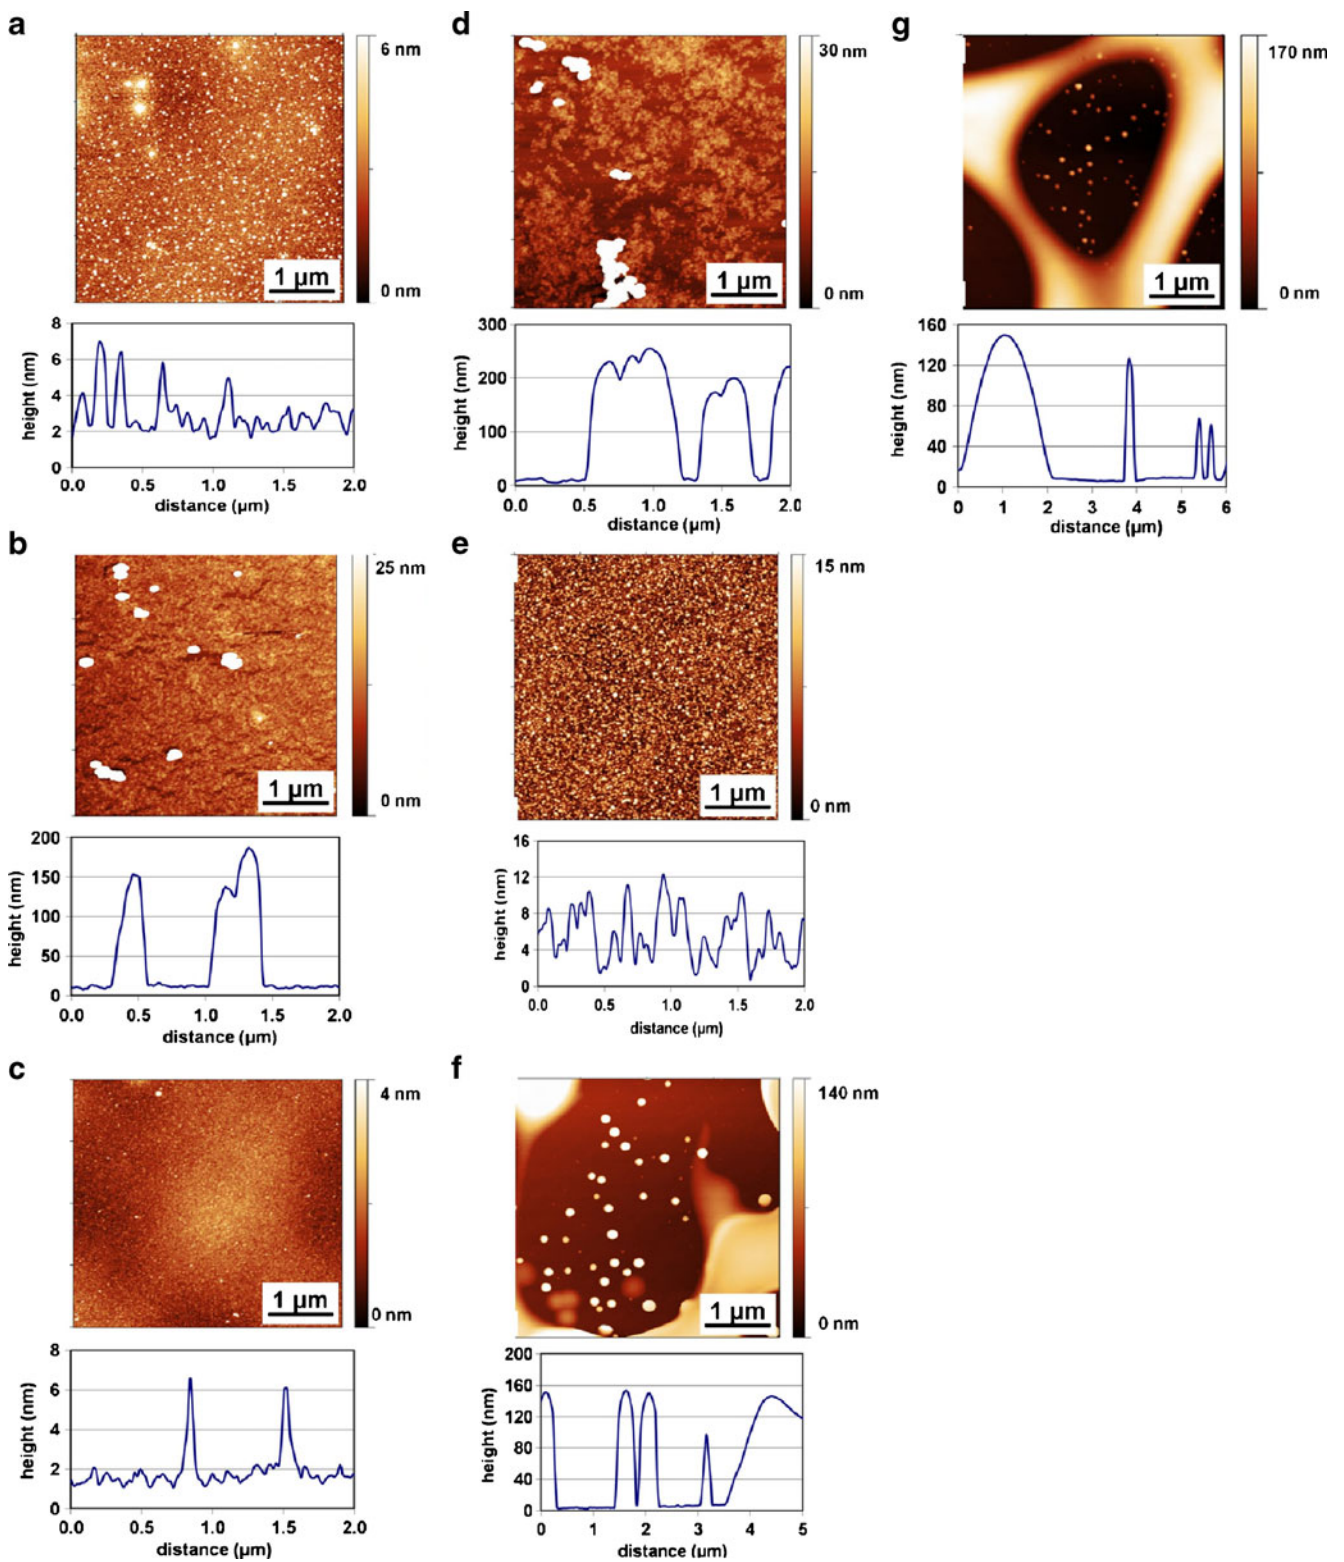 a
6 nm
1 µm
0 nm
8
6
4
2
0
height (nm)
0.0 0.5 1.0 1.5 2.0
distance (µm)
b
25 nm
1 µm
0 nm
200
150
100
50
0
height (nm)
0.0 0.5 1.0 1.5 2.0
distance (µm)
c
4 nm
1 µm
0 nm
8
6
4
2
0
height (nm)
0.0 0.5 1.0 1.5 2.0
distance (µm)
d
30 nm
1 µm
0 nm
300
200
100
0
height (nm)
0.0 0.5 1.0 1.5 2.0
distance (µm)
e
15 nm
1 µm
0 nm
16
12
8
4
0
height (nm)
0.0 0.5 1.0 1.5 2.0
distance (µm)
f
140 nm
1 µm
0 nm
200
160
120
80
40
0
height (nm)
0 1 2 3 4 5
distance (µm)
g
170 nm
1 µm
0 nm
160
120
80
40
0
height (nm)
0 1 2 3 4 5 6
distance (µm)